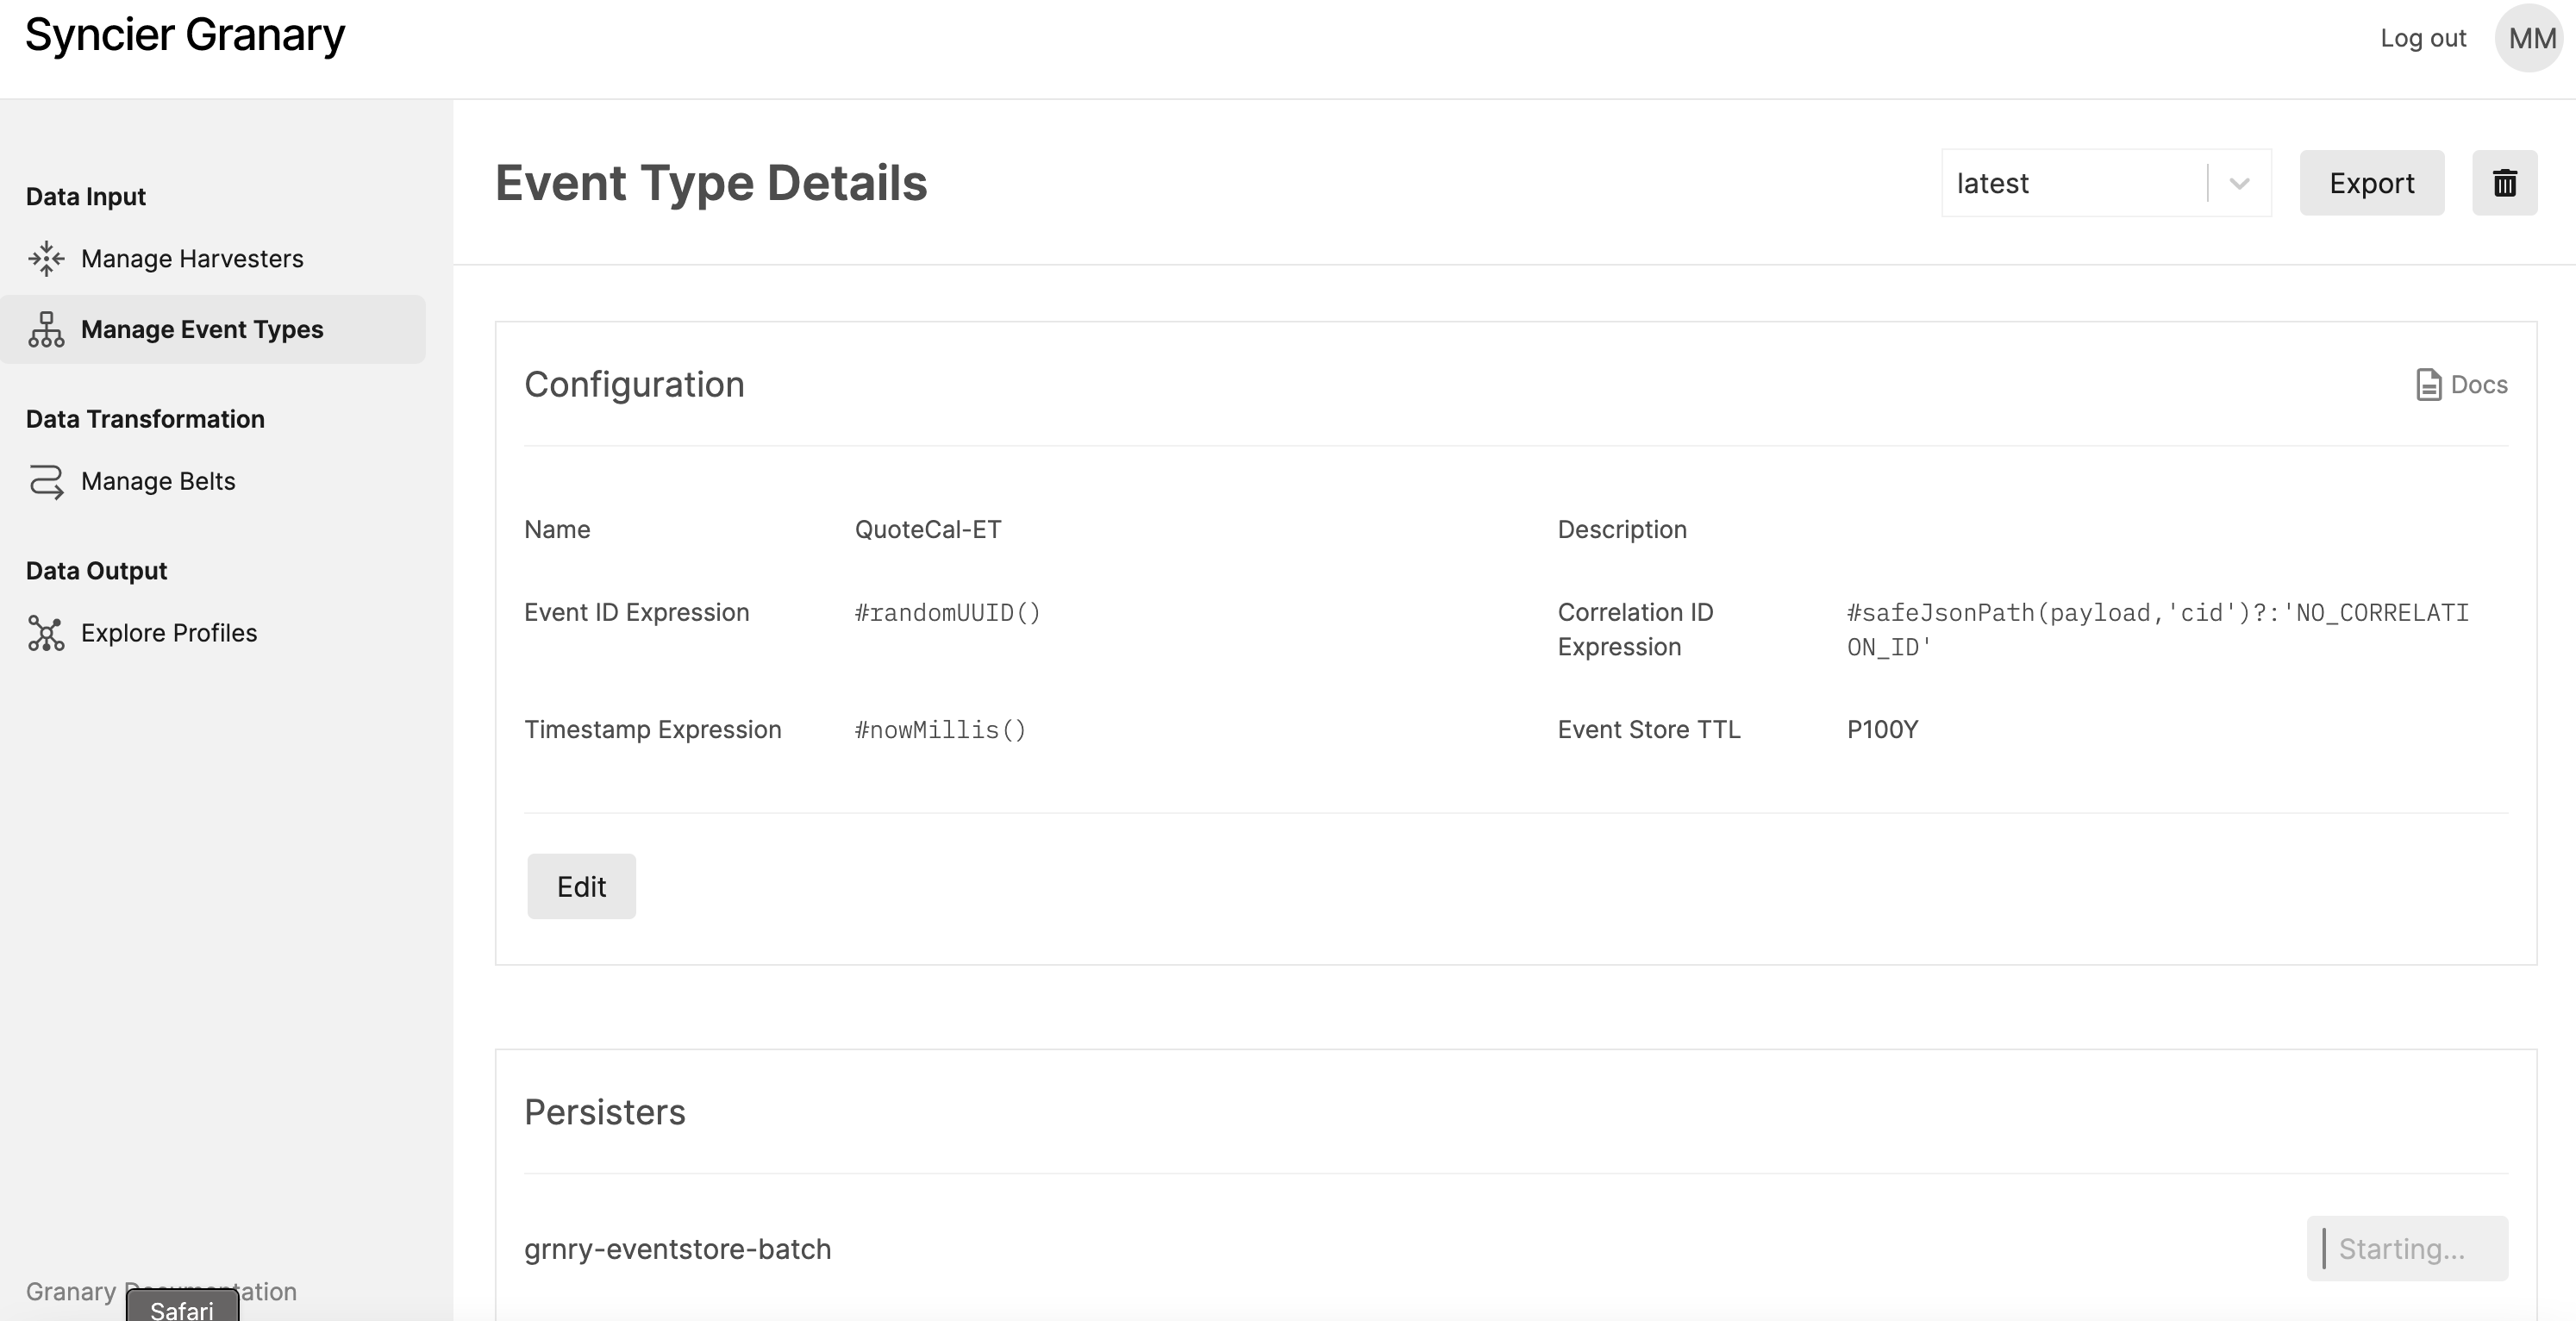 Syncier Granary
Log out
MM
Data Input
Manage Harvesters
Manage Event Types
Data Transformation
Manage Belts
Data Output
Explore Profiles
Granary
ation
Safari
Event Type Details
latest
Export
Configuration
Docs
Name
QuoteCal-ET
Description
Event ID Expression
#randomUUID()
Correlation ID
Expression
#safeJsonPath(payload,'cid')?:'NO_CORRELATI
ON_ID'
Timestamp Expression
#nowMillis()
Event Store TTL
P100Y
Edit
Persisters
grnry-eventstore-batch
Starting...